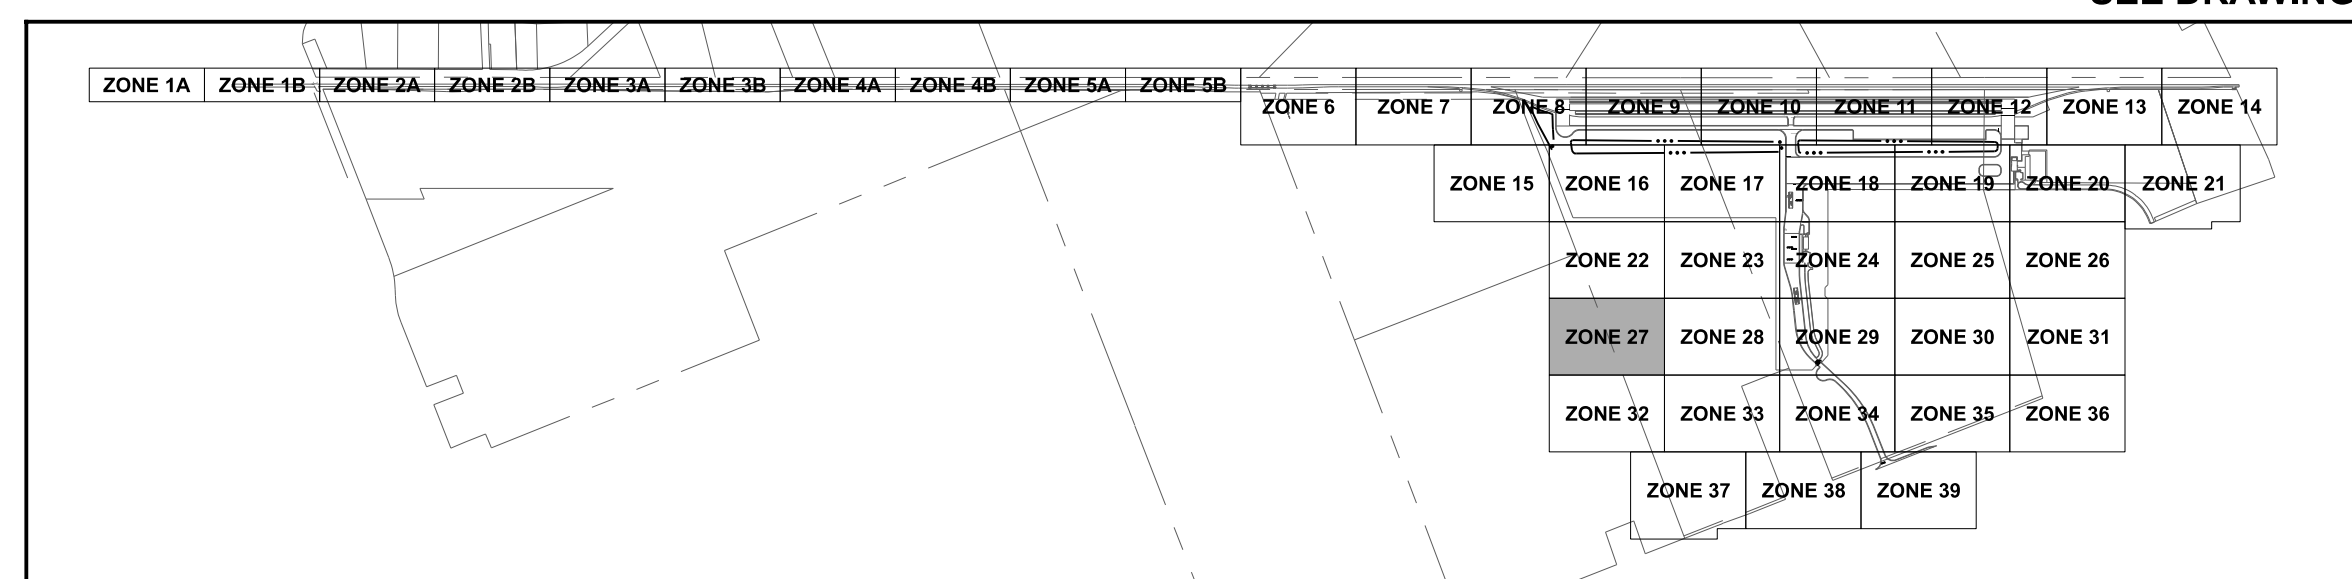 ZONE 1A ZONE 1B ZONE 2A ZONE 2B ZONE 3A ZONE 3B ZONE 4A ZONE 4B ZONE 5A ZONE 5B
ZONE 6 ZONE 7 ZONE 8 ZONE 9 ZONE 10 ZONE 11 ZONE 12 ZONE 13 ZONE 14
ZONE 15 ZONE 16 ZONE 17 ZONE 18 ZONE 19 ZONE 20 ZONE 21
ZONE 22 ZONE 23 ZONE 24 ZONE 25 ZONE 26
ZONE 27 ZONE 28 ZONE 29 ZONE 30 ZONE 31
ZONE 32 ZONE 33 ZONE 34 ZONE 35 ZONE 36
ZONE 37 ZONE 38 ZONE 39